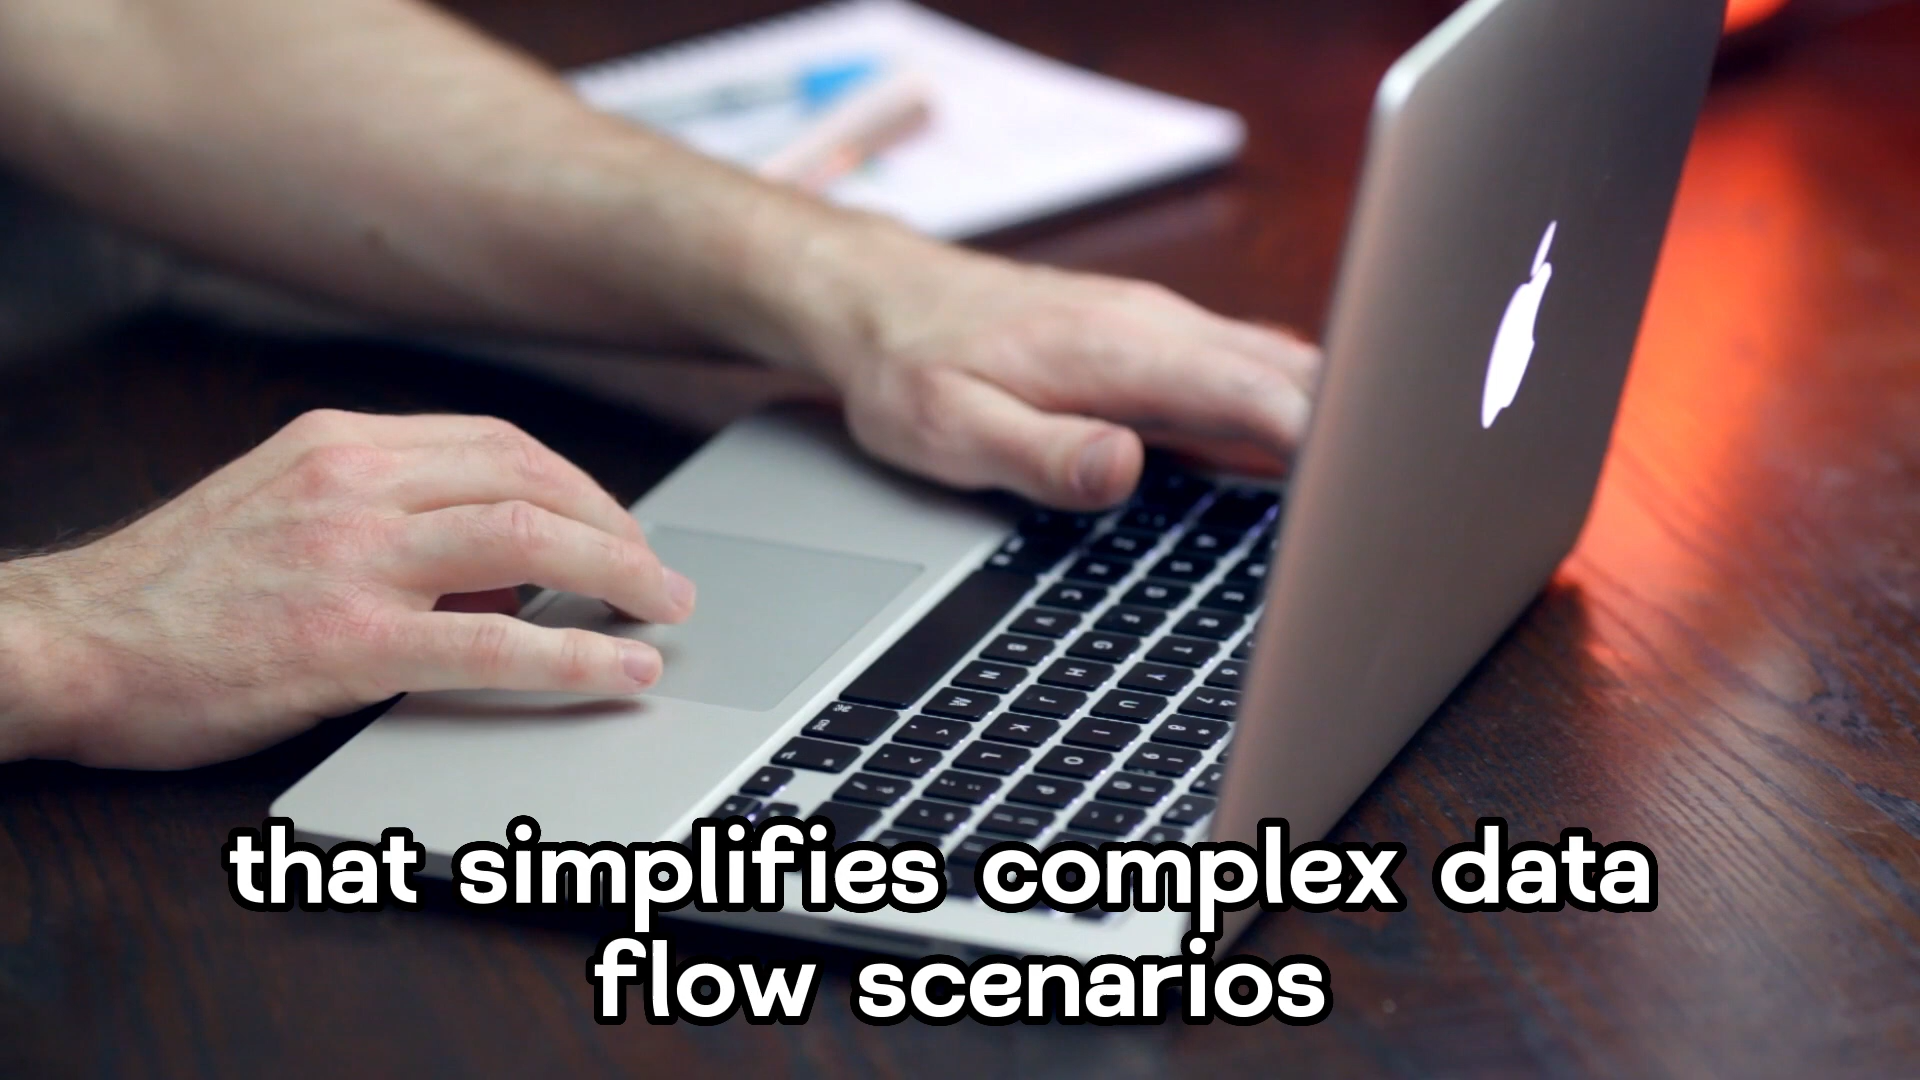 that simplifies complex data
flow scenarios